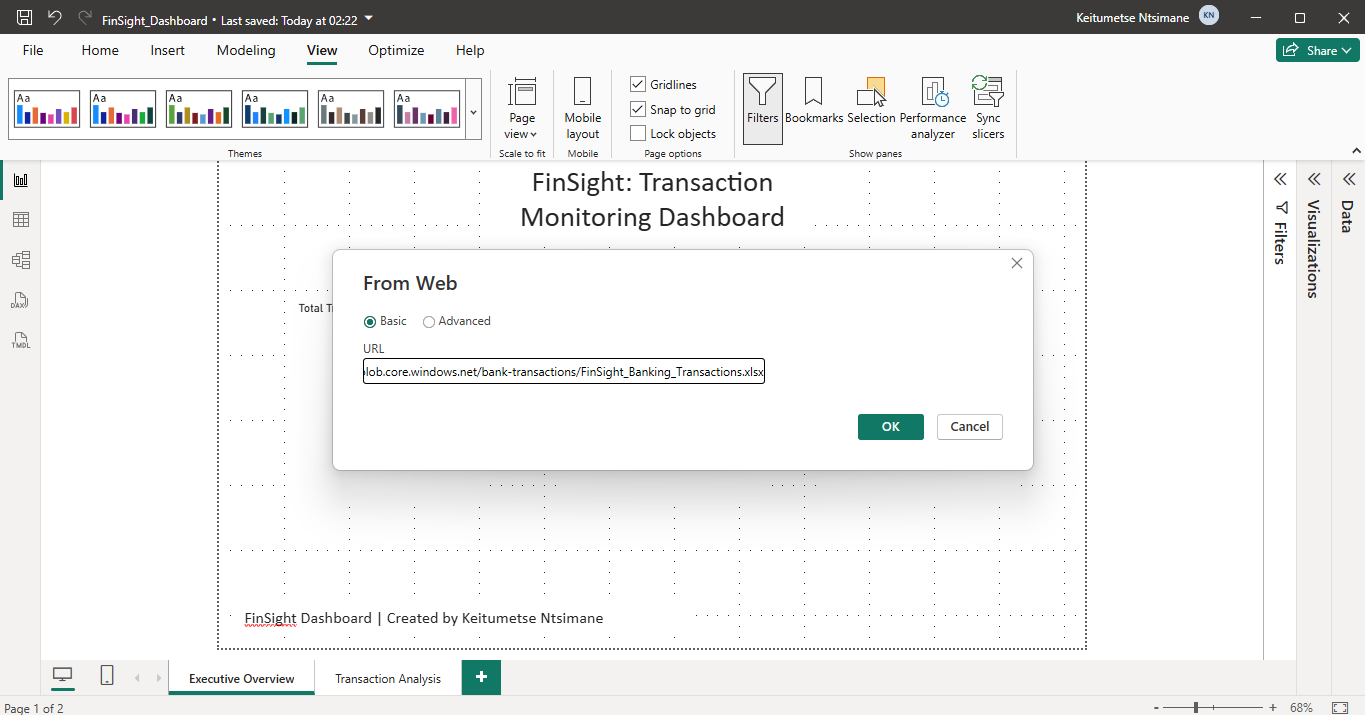 FinSight_Dashboard • Last saved: Today at 02:22
Keitumetse Ntsimane
KN
File
Home
Insert
Modeling
View
Optimize
Help
Share
Aa
Aa
Aa
Aa
Aa
Aa
Themes
Page
view
Scale to fit
Mobile
layout
Mobile
Gridlines
Snap to grid
Lock objects
Page options
Filters
Bookmarks
Selection
Performance
analyzer
Sync
slicers
Show panes
DAX
TMDL
FinSight: Transaction
Monitoring Dashboard
From Web
Basic
Advanced
URL
lob.core.windows.net/bank-transactions/FinSight_Banking_Transactions.xlsx
OK
Cancel
Total T
FinSight Dashboard | Created by Keitumetse Ntsimane
Filters
Visualizations
Data
Executive Overview
Transaction Analysis
+
Page 1 of 2
- +
68%